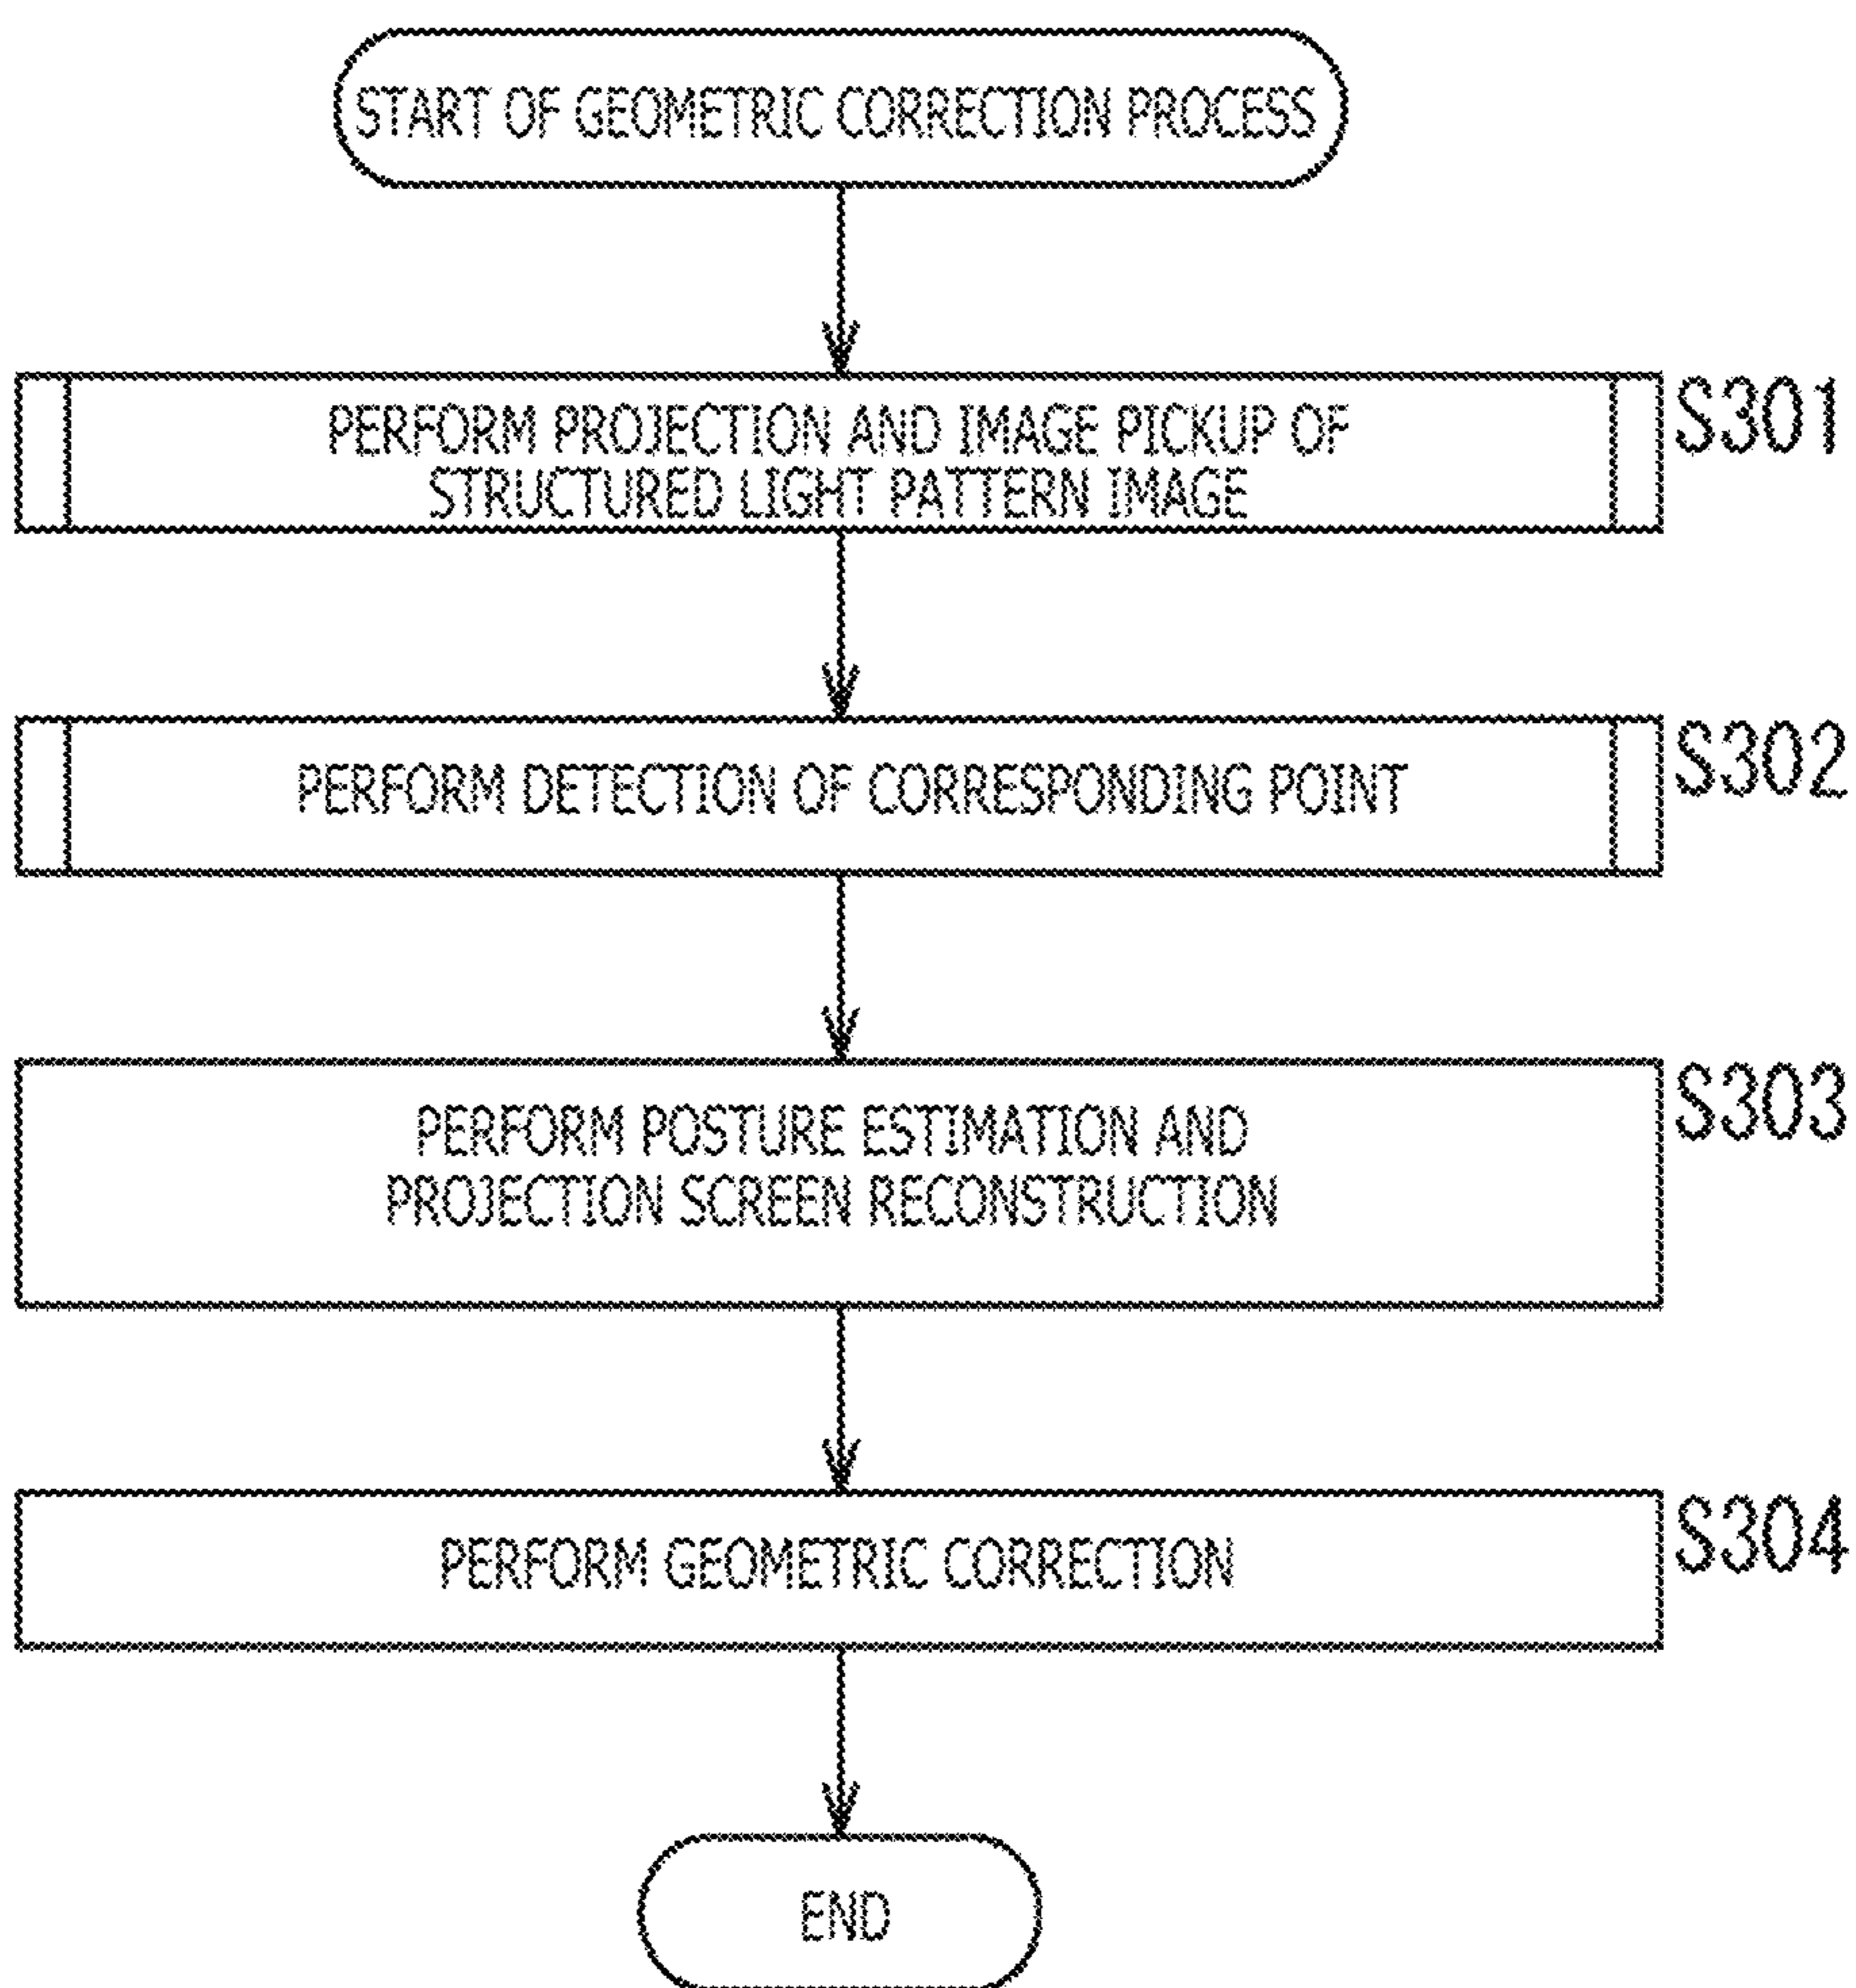 START OF GEOMETRIC CORRECTION PROCESS
PERFORM PROJECTION AND IMAGE PICKUP OF
STRUCTURED LIGHT PATTERN IMAGE
S301
PERFORM DETECTION OF CORRESPONDING POINT
S302
PERFORM POSTURE ESTIMATION AND
PROJECTION SCREEN RECONSTRUCTION
S303
PERFORM GEOMETRIC CORRECTION
S304
END